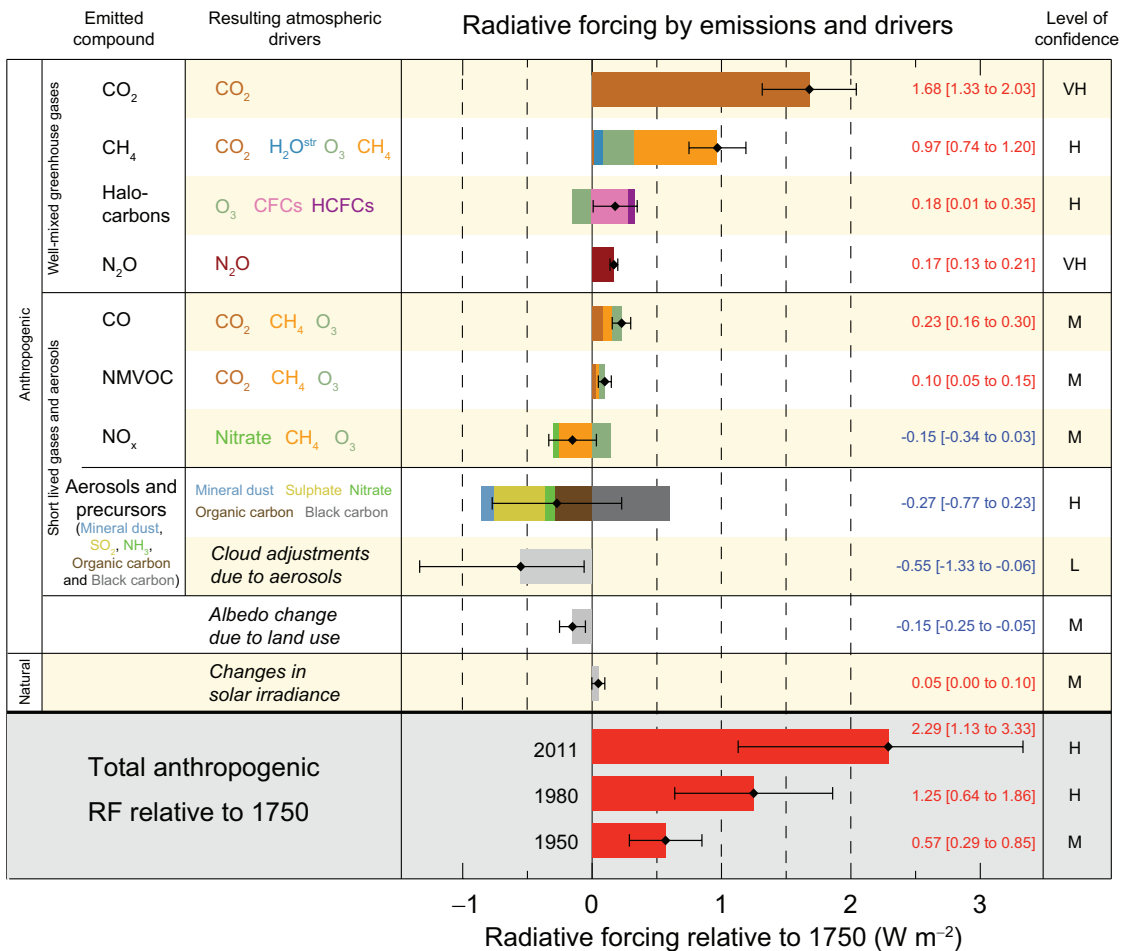 Emitted compound
Resulting atmospheric drivers
Radiative forcing by emissions and drivers
Level of confidence
Anthropogenic
Well-mixed greenhouse gases
CO₂
CO₂
1.68 [1.33 to 2.03]
VH
CH₄
CO₂ H₂Oˢᵗʳ O₃ CH₄
0.97 [0.74 to 1.20]
H
Halo-
carbons
O₃ CFCs HCFCs
0.18 [0.01 to 0.35]
H
N₂O
N₂O
0.17 [0.13 to 0.21]
VH
Short lived gases and aerosols
CO
CO₂ CH₄ O₃
0.23 [0.16 to 0.30]
M
NMVOC
CO₂ CH₄ O₃
0.10 [0.05 to 0.15]
M
NOₓ
Nitrate CH₄ O₃
-0.15 [-0.34 to 0.03]
M
Aerosols and
precursors
(Mineral dust,
SO₂, NH₃,
Organic carbon
and Black carbon)
Mineral dust Sulphate Nitrate
Organic carbon Black carbon
-0.27 [-0.77 to 0.23]
H
Cloud adjustments
due to aerosols
-0.55 [-1.33 to -0.06]
L
Albedo change
due to land use
-0.15 [-0.25 to -0.05]
M
Natural
Changes in
solar irradiance
0.05 [0.00 to 0.10]
M
Total anthropogenic
RF relative to 1750
2011
2.29 [1.13 to 3.33]
H
1980
1.25 [0.64 to 1.86]
H
1950
0.57 [0.29 to 0.85]
M
−1 0 1 2 3
Radiative forcing relative to 1750 (W m⁻²)